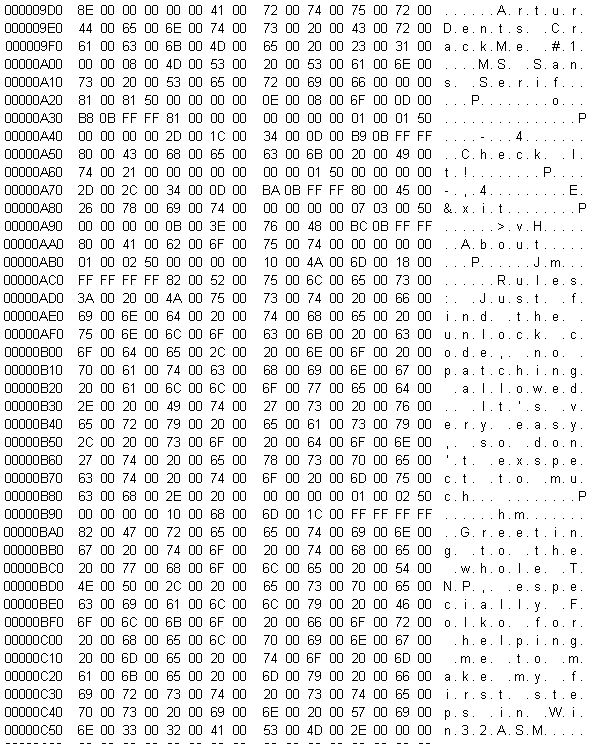 000009D0 8E 00 00 00 00 00 41 00 72 00 74 00 75 00 72 00 ......A.r.t.u.r.
000009E0 44 00 65 00 6E 00 74 00 73 00 20 00 43 00 72 00 D.e.n.t.s. .C.r.
000009F0 61 00 63 00 6B 00 4D 00 65 00 20 00 23 00 31 00 a.c.k.M.e. .#.1.
00000A00 00 00 08 00 4D 00 53 00 20 00 53 00 61 00 6E 00 ....M.S. .S.a.n.
00000A10 73 00 20 00 53 00 65 00 72 00 69 00 66 00 00 00 s. .S.e.r.i.f...
00000A20 81 00 81 50 00 00 00 00 0E 00 08 00 6F 00 0D 00 ...P........o...
00000A30 B8 0B FF FF 81 00 00 00 00 00 00 00 01 00 01 50 ...............P
00000A40 00 00 00 00 2D 00 1C 00 34 00 0D 00 B9 0B FF FF ....-...4.......
00000A50 80 00 43 00 68 00 65 00 63 00 6B 00 20 00 49 00 ..C.h.e.c.k. .I.
00000A60 74 00 21 00 00 00 00 00 00 00 01 50 00 00 00 00 t.!........P....
00000A70 2D 00 2C 00 34 00 0D 00 BA 0B FF FF 80 00 45 00 -.,.4.........E.
00000A80 26 00 78 00 69 00 74 00 00 00 00 00 07 03 00 50 &.x.i.t........P
00000A90 00 00 00 00 0B 00 3E 00 76 00 48 00 BC 0B FF FF ......>.v.H.....
00000AA0 80 00 41 00 62 00 6F 00 75 00 74 00 00 00 00 00 ..A.b.o.u.t.....
00000AB0 01 00 02 50 00 00 00 00 10 00 4A 00 6D 00 18 00 ...P......J.m...
00000AC0 FF FF FF FF 82 00 52 00 75 00 6C 00 65 00 73 00 ......R.u.l.e.s.
00000AD0 3A 00 20 00 4A 00 75 00 73 00 74 00 20 00 66 00 :. .J.u.s.t. .f.
00000AE0 69 00 6E 00 64 00 20 00 74 00 68 00 65 00 20 00 i.n.d. .t.h.e. .
00000AF0 75 00 6E 00 6C 00 6F 00 63 00 6B 00 20 00 63 00 u.n.l.o.c.k. .c.
00000B00 6F 00 64 00 65 00 2C 00 20 00 6E 00 6F 00 20 00 o.d.e.,. .n.o. .
00000B10 70 00 61 00 74 00 63 00 68 00 69 00 6E 00 67 00 p.a.t.c.h.i.n.g.
00000B20 20 00 61 00 6C 00 6C 00 6F 00 77 00 65 00 64 00 .a.l.l.o.w.e.d.
00000B30 2E 00 20 00 49 00 74 00 27 00 73 00 20 00 76 00 .. .I.t.'.s. .v.
00000B40 65 00 72 00 79 00 20 00 65 00 61 00 73 00 79 00 e.r.y. .e.a.s.y.
00000B50 2C 00 20 00 73 00 6F 00 20 00 64 00 6F 00 6E 00 ,. .s.o. .d.o.n.
00000B60 27 00 74 00 20 00 65 00 78 00 73 00 70 00 65 00 '.t. .e.x.s.p.e.
00000B70 63 00 74 00 20 00 74 00 6F 00 20 00 6D 00 75 00 c.t. .t.o. .m.u.
00000B80 63 00 68 00 2E 00 20 00 00 00 00 00 01 00 02 50 c.h... ........P
00000B90 00 00 00 00 10 00 68 00 6D 00 1C 00 FF FF FF FF ......h.m.......
00000BA0 82 00 47 00 72 00 65 00 65 00 74 00 69 00 6E 00 ..G.r.e.e.t.i.n.
00000BB0 67 00 20 00 74 00 6F 00 20 00 74 00 68 00 65 00 g. .t.o. .t.h.e.
00000BC0 20 00 77 00 68 00 6F 00 6C 00 65 00 20 00 54 00 .w.h.o.l.e. .T.
00000BD0 4E 00 50 00 2C 00 20 00 65 00 73 00 70 00 65 00 N.P.,. .e.s.p.e.
00000BE0 63 00 69 00 61 00 6C 00 6C 00 79 00 20 00 46 00 c.i.a.l.l.y. .F.
00000BF0 6F 00 6C 00 6B 00 6F 00 20 00 66 00 6F 00 72 00 o.l.k.o. .f.o.r.
00000C00 20 00 68 00 65 00 6C 00 70 00 69 00 6E 00 67 00 .h.e.l.p.i.n.g.
00000C10 20 00 6D 00 65 00 20 00 74 00 6F 00 20 00 6D 00 .m.e. .t.o. .m.
00000C20 61 00 6B 00 65 00 20 00 6D 00 79 00 20 00 66 00 a.k.e. .m.y. .f.
00000C30 69 00 72 00 73 00 74 00 20 00 73 00 74 00 65 00 i.r.s.t. .s.t.e.
00000C40 70 00 73 00 20 00 69 00 6E 00 20 00 57 00 69 00 p.s. .i.n. .W.i.
00000C50 6E 00 33 00 32 00 41 00 53 00 4D 00 2E 00 00 00 n.3.2.A.S.M.....